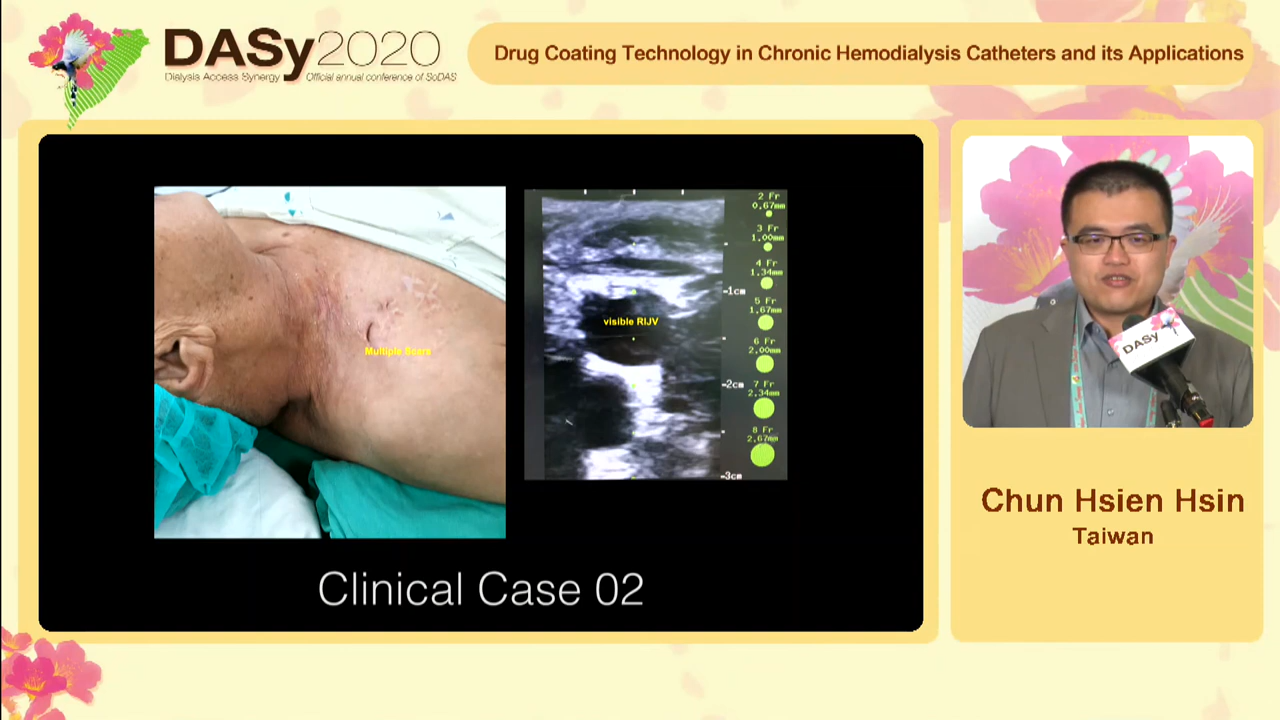 DASy2020
Dialysis Access Synergy Official annual conference of SoDAS
Drug Coating Technology in Chronic Hemodialysis Catheters and its Applications
Multiple Scars
visible RIJV
2 Fr
0.67mm
3 Fr
1.00mm
4 Fr
1.34mm
5 Fr
1.67mm
6 Fr
2.00mm
7 Fr
2.34mm
8 Fr
2.67mm
1cm
2cm
3cm
Clinical Case 02
DASy
Chun Hsien Hsin
Taiwan